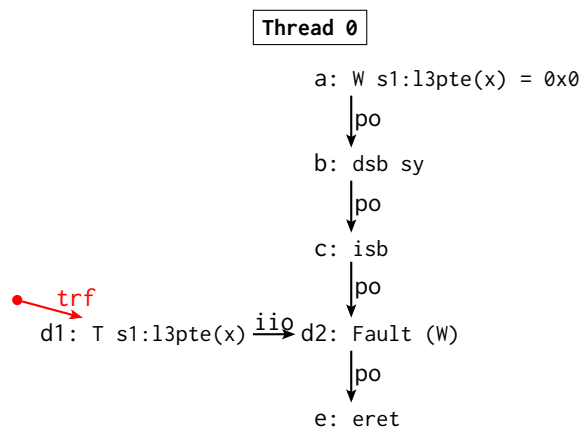 Thread 0
a: W s1:l3pte(x) = 0x0
po
b: dsb sy
po
c: isb
po
trf
d1: T s1:l3pte(x) iio d2: Fault (W)
po
e: eret